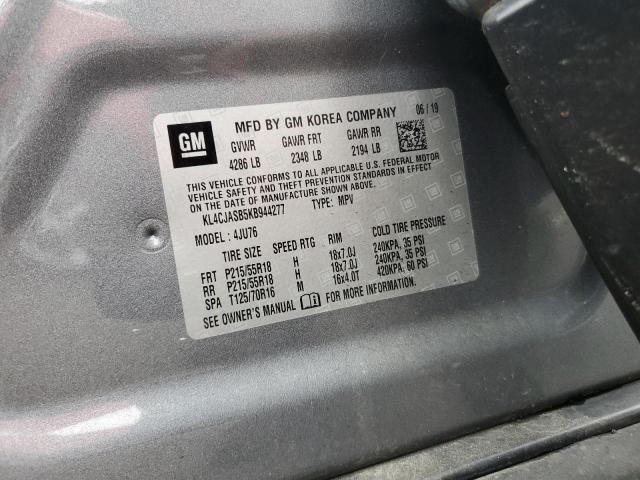 GM
MFD BY GM KOREA COMPANY 06 / 19
GVWR GAWR FRT GAWR RR
4286 LB 2348 LB 2194 LB
THIS VEHICLE CONFORMS TO ALL APPLICABLE U.S. FEDERAL MOTOR
VEHICLE SAFETY AND THEFT PREVENTION STANDARDS IN EFFECT
ON THE DATE OF MANUFACTURE SHOWN ABOVE.
KL4CJASB5KB944277 TYPE: MPV
MODEL : 4JU76
TIRE SIZE SPEED RTG RIM COLD TIRE PRESSURE
FRT P215/55R18 H 18x7.0J 240KPA, 35 PSI
RR P215/55R18 H 18x7.0J 240KPA, 35 PSI
SPA T125/70R16 M 16x4.0T 420KPA, 60 PSI
SEE OWNER'S MANUAL FOR MORE INFORMATION.